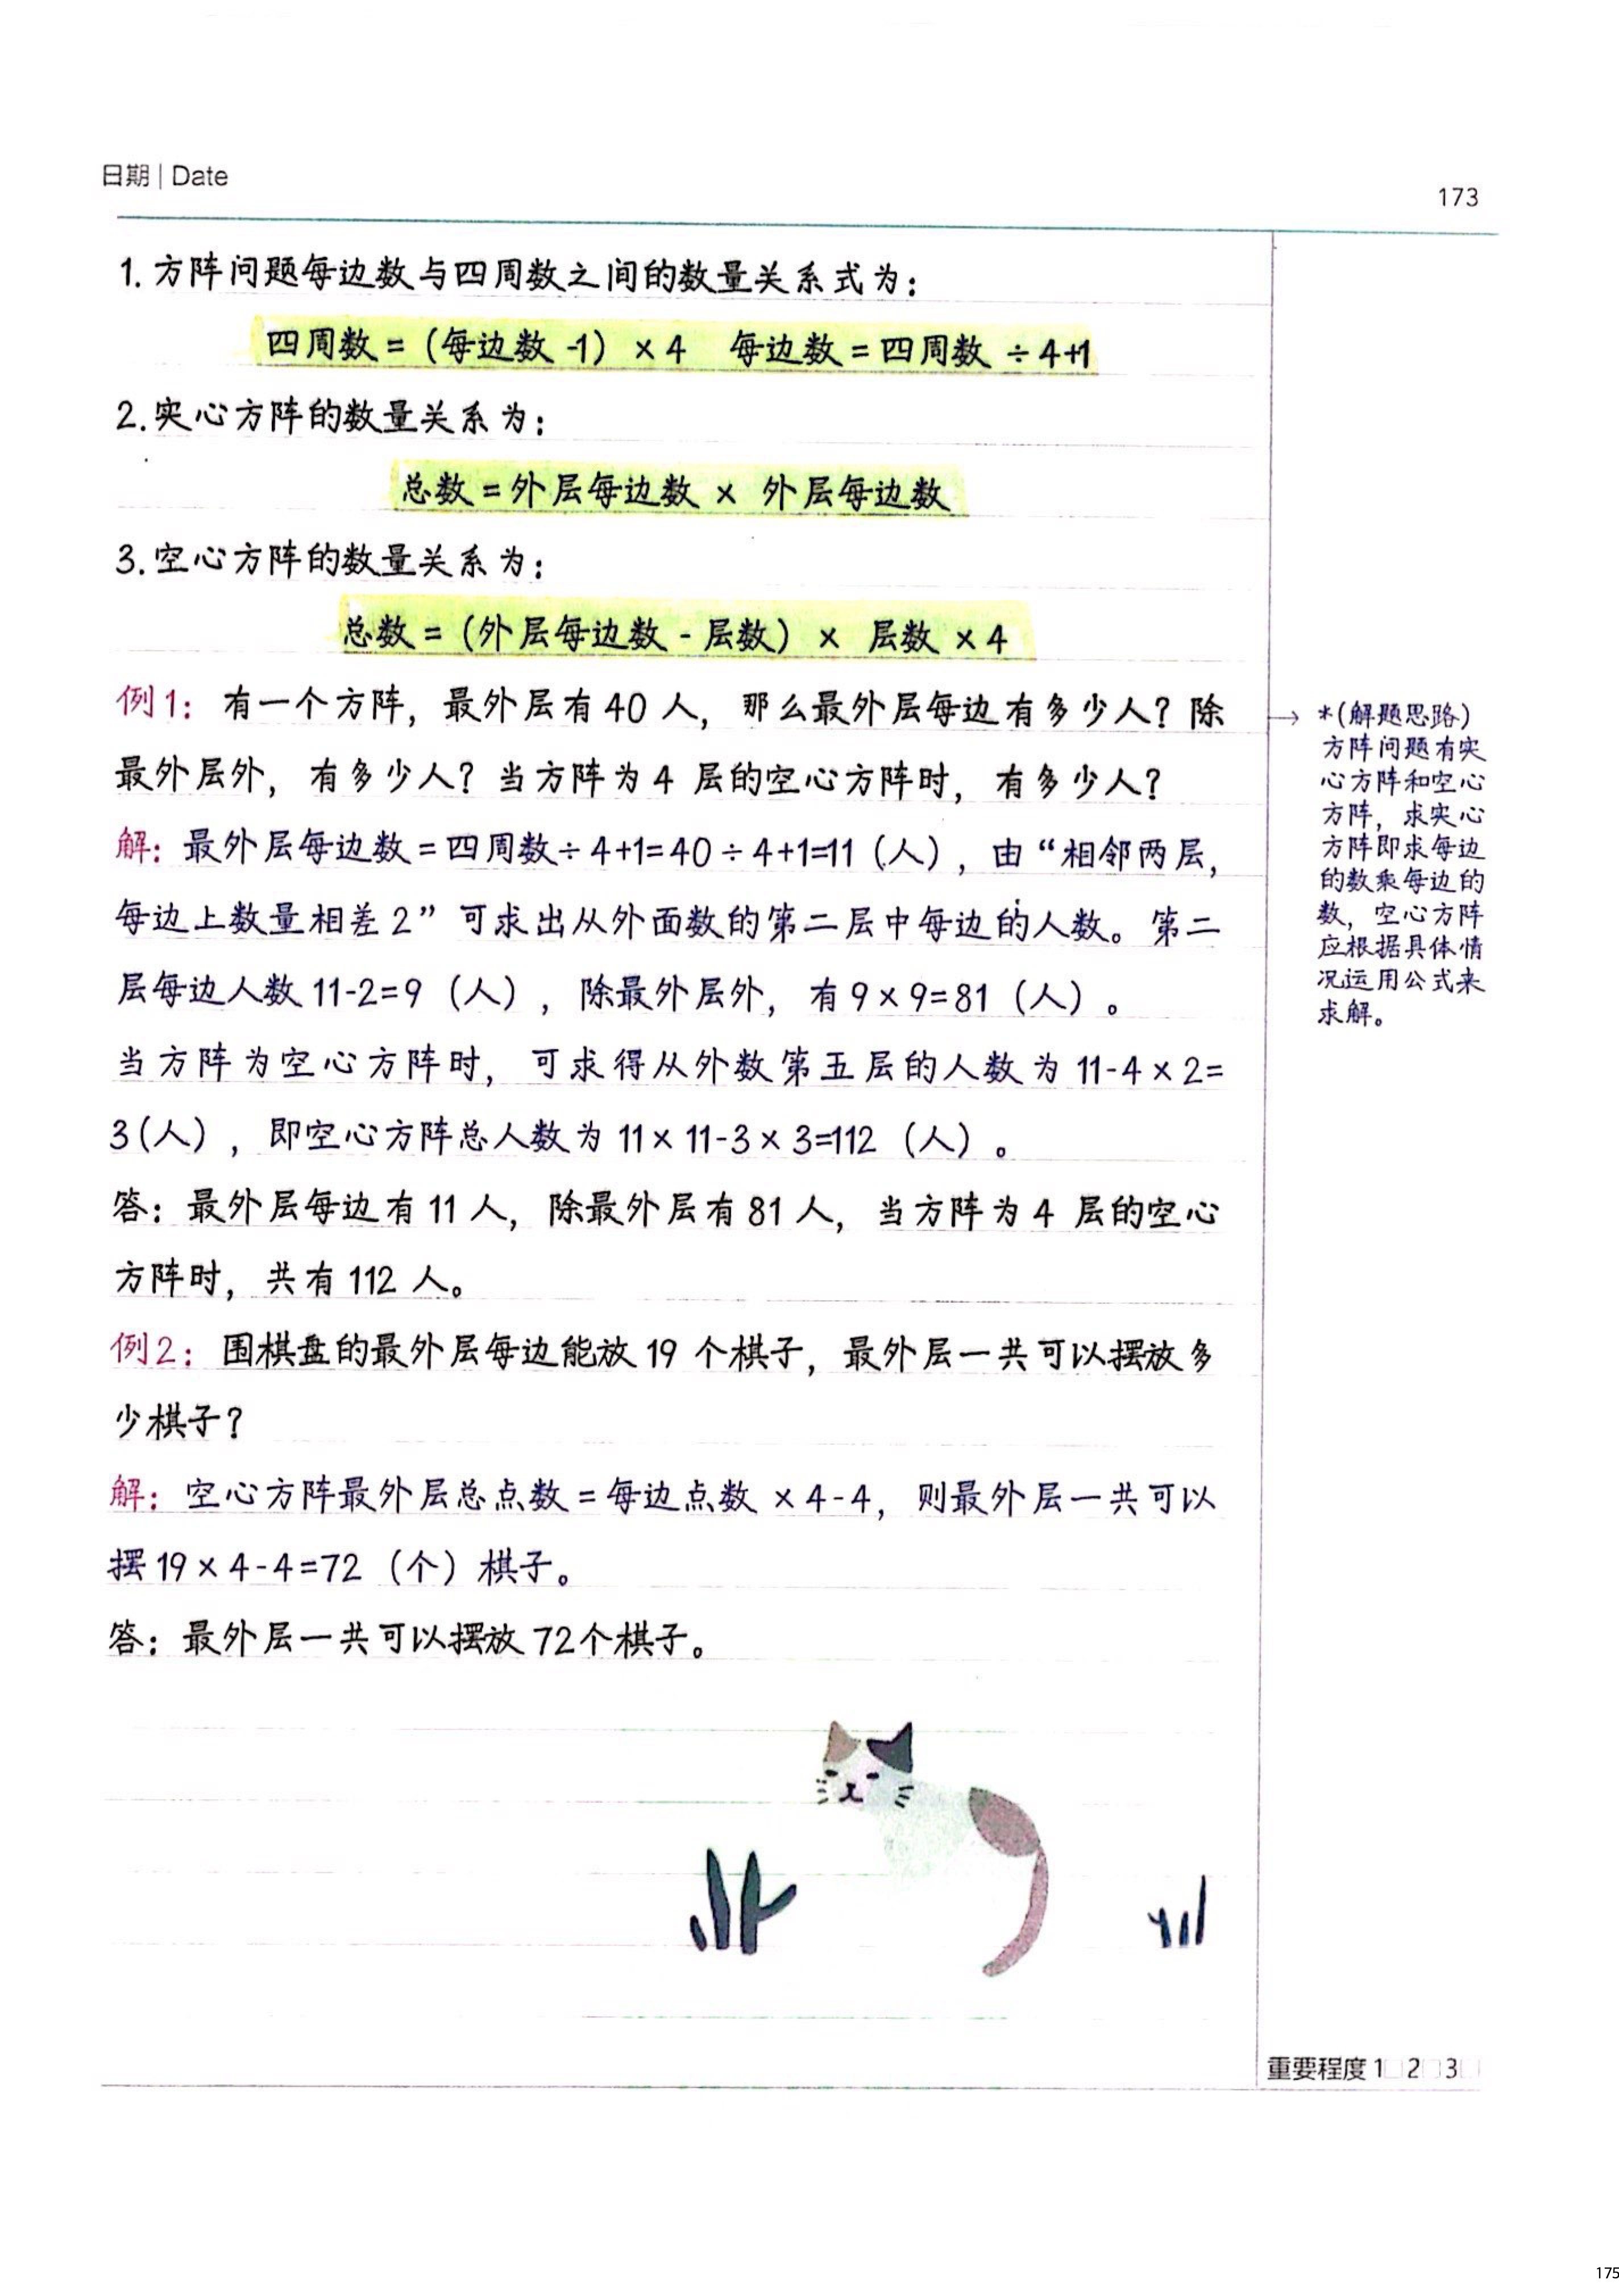 日期 | Date
173
1. 方阵问题每边数与四周数之间的数量关系式为：
四周数 = （每边数 -1） × 4 每边数 = 四周数 ÷ 4+1
2. 实心方阵的数量关系为：
总数 = 外层每边数 × 外层每边数
3. 空心方阵的数量关系为：
总数 = （外层每边数 - 层数） × 层数 × 4
例1： 有一个方阵，最外层有 40 人，那么最外层每边有多少人？除
最外层外，有多少人？当方阵为 4 层的空心方阵时，有多少人？
解：最外层每边数 = 四周数÷ 4+1=40 ÷ 4+1=11（人），由“相邻两层，
每边上数量相差 2”可求出从外面数的第二层中每边的人数。第二
层每边人数 11-2=9 （人），除最外层外，有 9 × 9=81 （人）。
当方阵为空心方阵时，可求得从外数第五层的人数为 11-4 × 2=
3（人），即空心方阵总人数为 11 × 11-3 × 3=112 （人）。
答：最外层每边有 11 人，除最外层有 81 人，当方阵为 4 层的空心
方阵时，共有 112 人。
例2：围棋盘的最外层每边能放 19 个棋子，最外层一共可以摆放多
少棋子？
解：空心方阵最外层总点数 = 每边点数 × 4-4，则最外层一共可以
摆 19 × 4-4=72 （个）棋子。
答：最外层一共可以摆放 72个棋子。
→ *（解题思路）
方阵问题有实
心方阵和空心
方阵，求实心
方阵即求每边
的数乘每边的
数，空心方阵
应根据具体情
况运用公式来
求解。
重要程度 1□ 2□ 3□
175